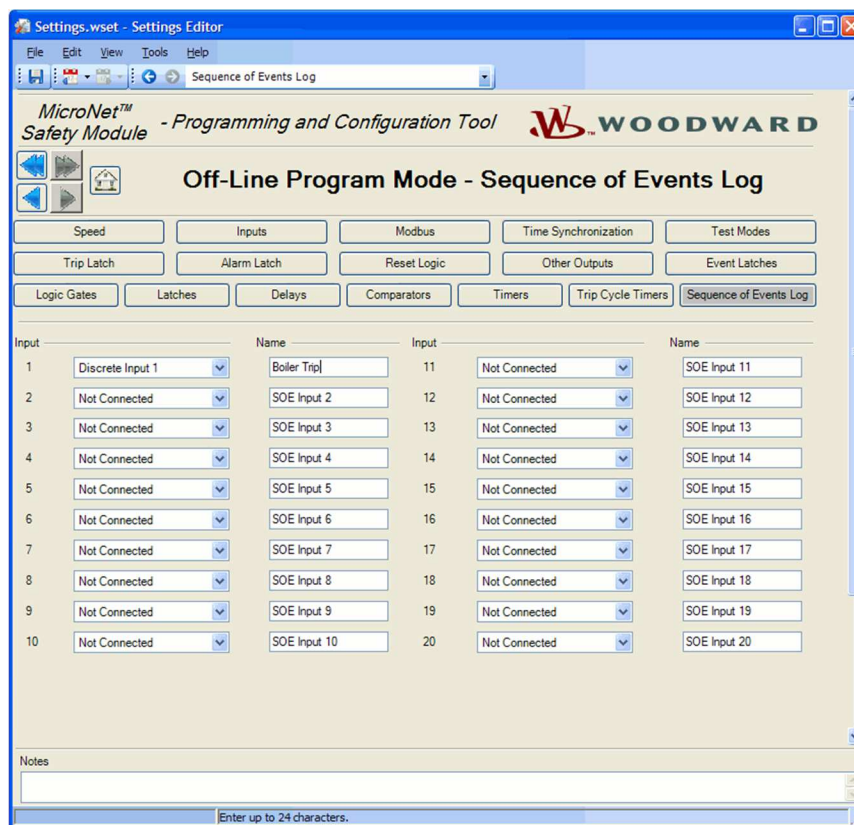 Settings.wset - Settings Editor
File Edit View Tools Help
Sequence of Events Log
MicroNet™
Safety Module - Programming and Configuration Tool
WOODWARD
Off-Line Program Mode - Sequence of Events Log
Speed Inputs Modbus Time Synchronization Test Modes
Trip Latch Alarm Latch Reset Logic Other Outputs Event Latches
Logic Gates Latches Delays Comparators Timers Trip Cycle Timers Sequence of Events Log
Input Name Input Name
1 Discrete Input 1 Boiler Trip 11 Not Connected SOE Input 11
2 Not Connected SOE Input 2 12 Not Connected SOE Input 12
3 Not Connected SOE Input 3 13 Not Connected SOE Input 13
4 Not Connected SOE Input 4 14 Not Connected SOE Input 14
5 Not Connected SOE Input 5 15 Not Connected SOE Input 15
6 Not Connected SOE Input 6 16 Not Connected SOE Input 16
7 Not Connected SOE Input 7 17 Not Connected SOE Input 17
8 Not Connected SOE Input 8 18 Not Connected SOE Input 18
9 Not Connected SOE Input 9 19 Not Connected SOE Input 19
10 Not Connected SOE Input 10 20 Not Connected SOE Input 20
Notes
Enter up to 24 characters.